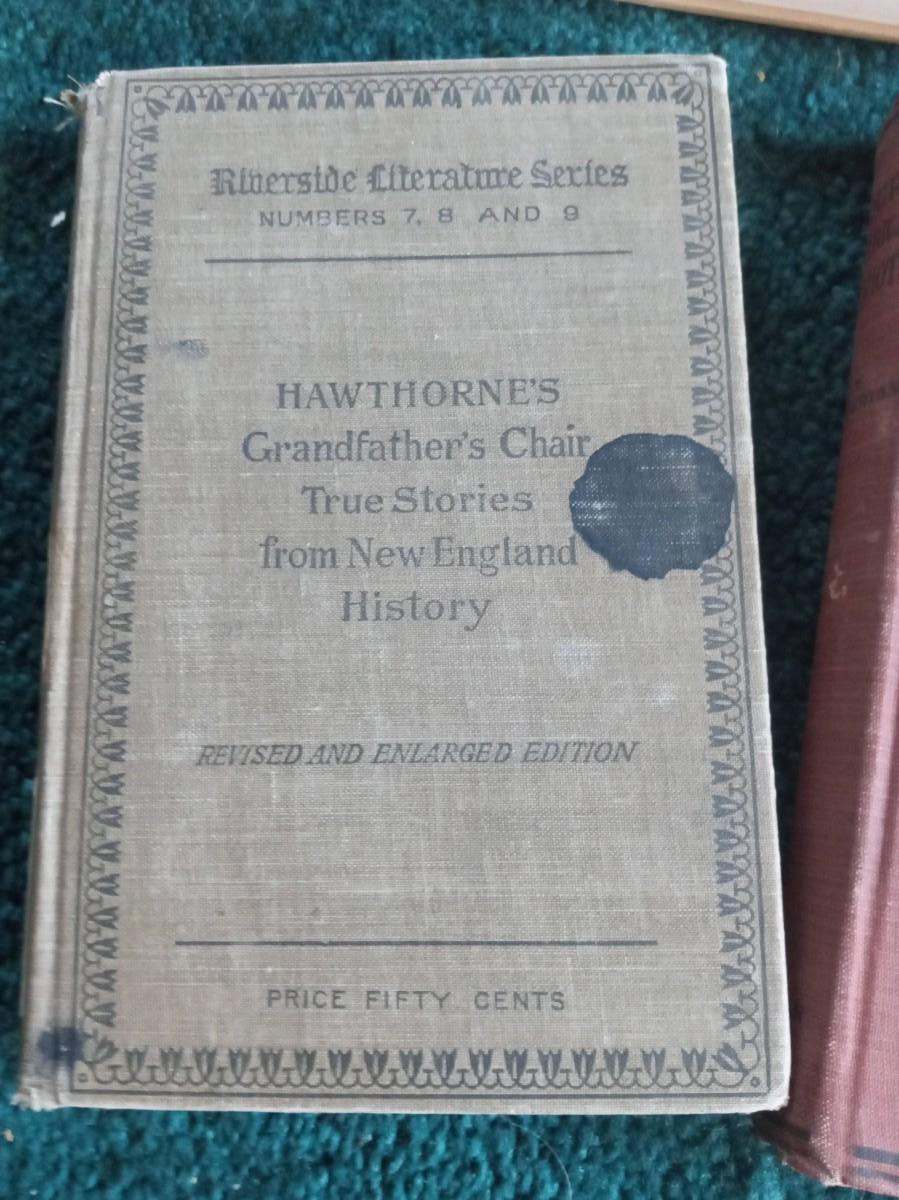 Riverside Literature Series
NUMBERS 7, 8 AND 9
HAWTHORNE'S
Grandfather's Chair
True Stories
from New England
History
REVISED AND ENLARGED EDITION
PRICE FIFTY CENTS